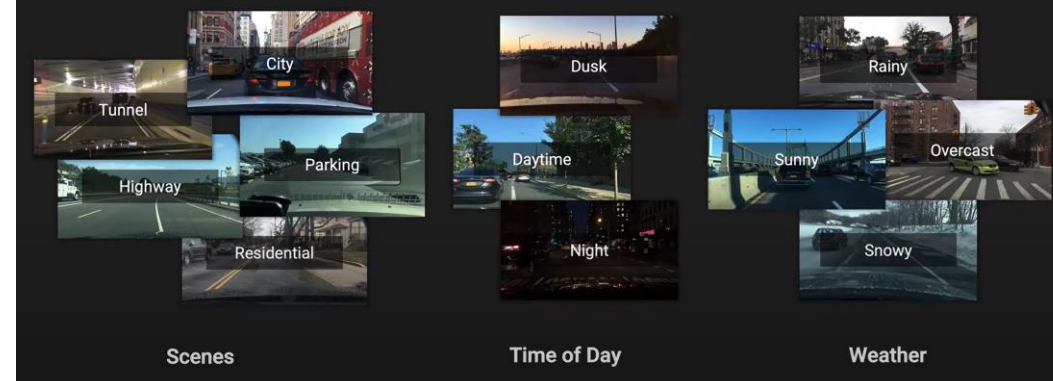 City
Tunnel
Parking
Highway
Residential
Scenes
Dusk
Daytime
Night
Time of Day
Rainy
Overcast
Sunny
Snowy
Weather